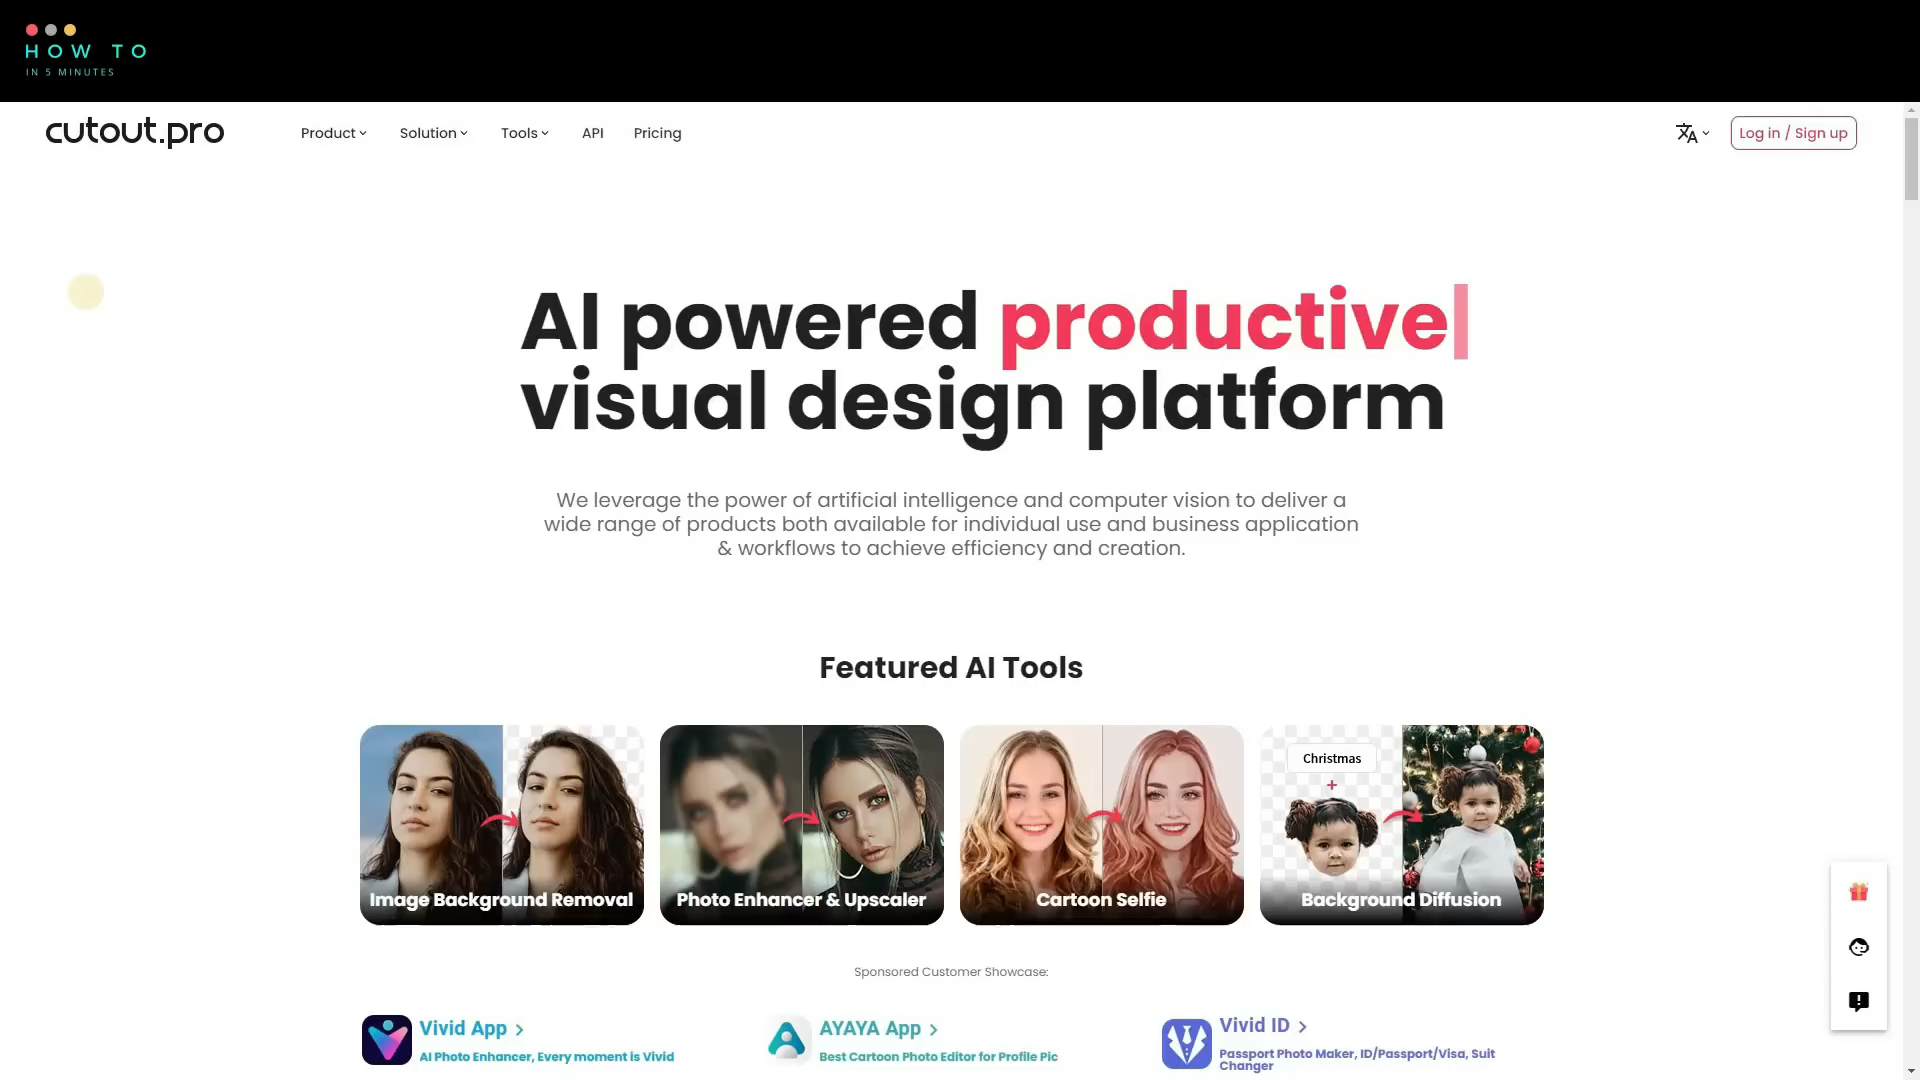 HOW TO
IN 5 MINUTES
cutout.pro
Product
Solution
Tools
API
Pricing
Log in / Sign up
AI powered productive
visual design platform
We leverage the power of artificial intelligence and computer vision to deliver a
wide range of products both available for individual use and business application
& workflows to achieve efficiency and creation.
Featured AI Tools
Image Background Removal
Photo Enhancer & Upscaler
Cartoon Selfie
Christmas
+
Background Diffusion
Sponsored Customer Showcase:
Vivid App
AI Photo Enhancer, Every moment is Vivid
AYAYA App
Best Cartoon Photo Editor for Profile Pic
Vivid ID
Passport Photo Maker, ID/Passport/Visa, Suit
Changer